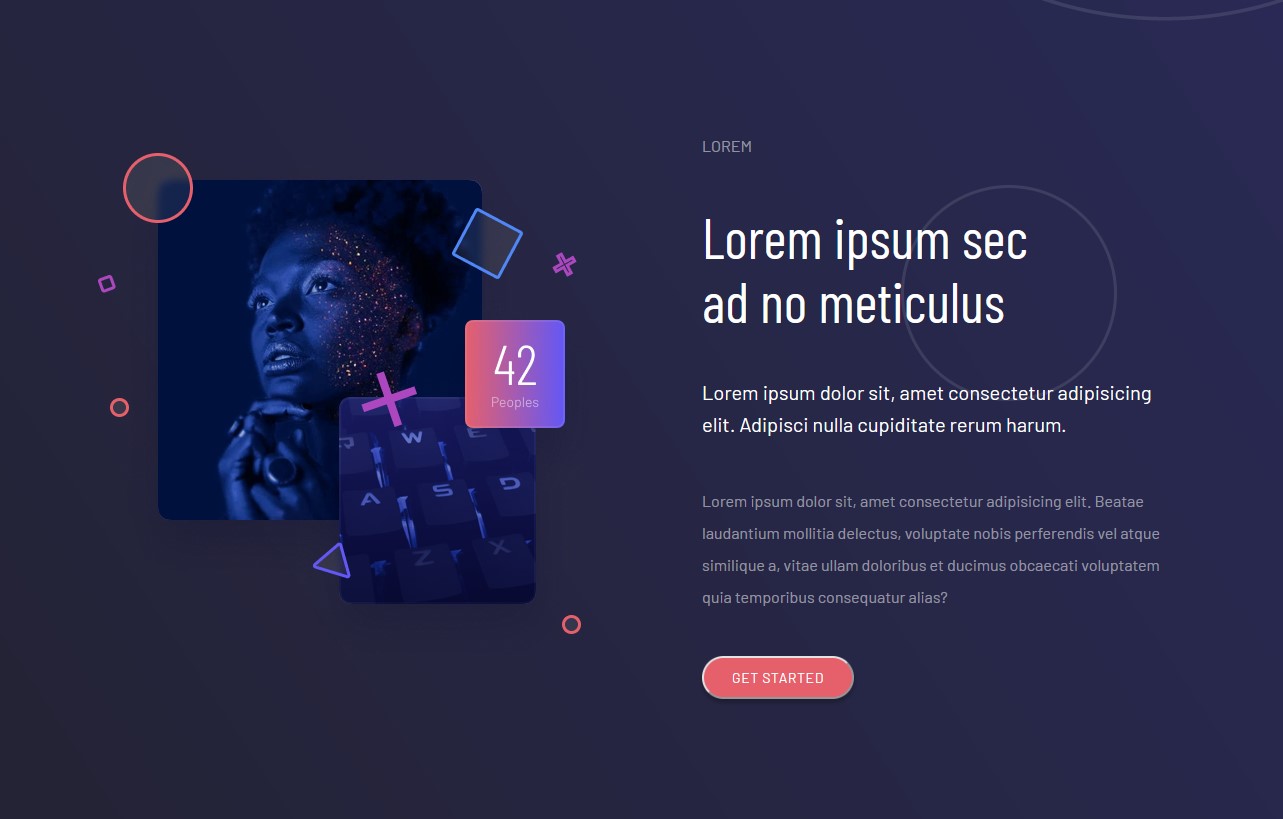 LOREM
Lorem ipsum sec
ad no meticulus
Lorem ipsum dolor sit, amet consectetur adipisicing
elit. Adipisci nulla cupiditate rerum harum.
Lorem ipsum dolor sit, amet consectetur adipisicing elit. Beatae
laudantium mollitia delectus, voluptate nobis perferendis vel atque
similique a, vitae ullam doloribus et ducimus obcaecati voluptatem
quia temporibus consequatur alias?
GET STARTED
42
Peoples
Q W E
A S D
Z X